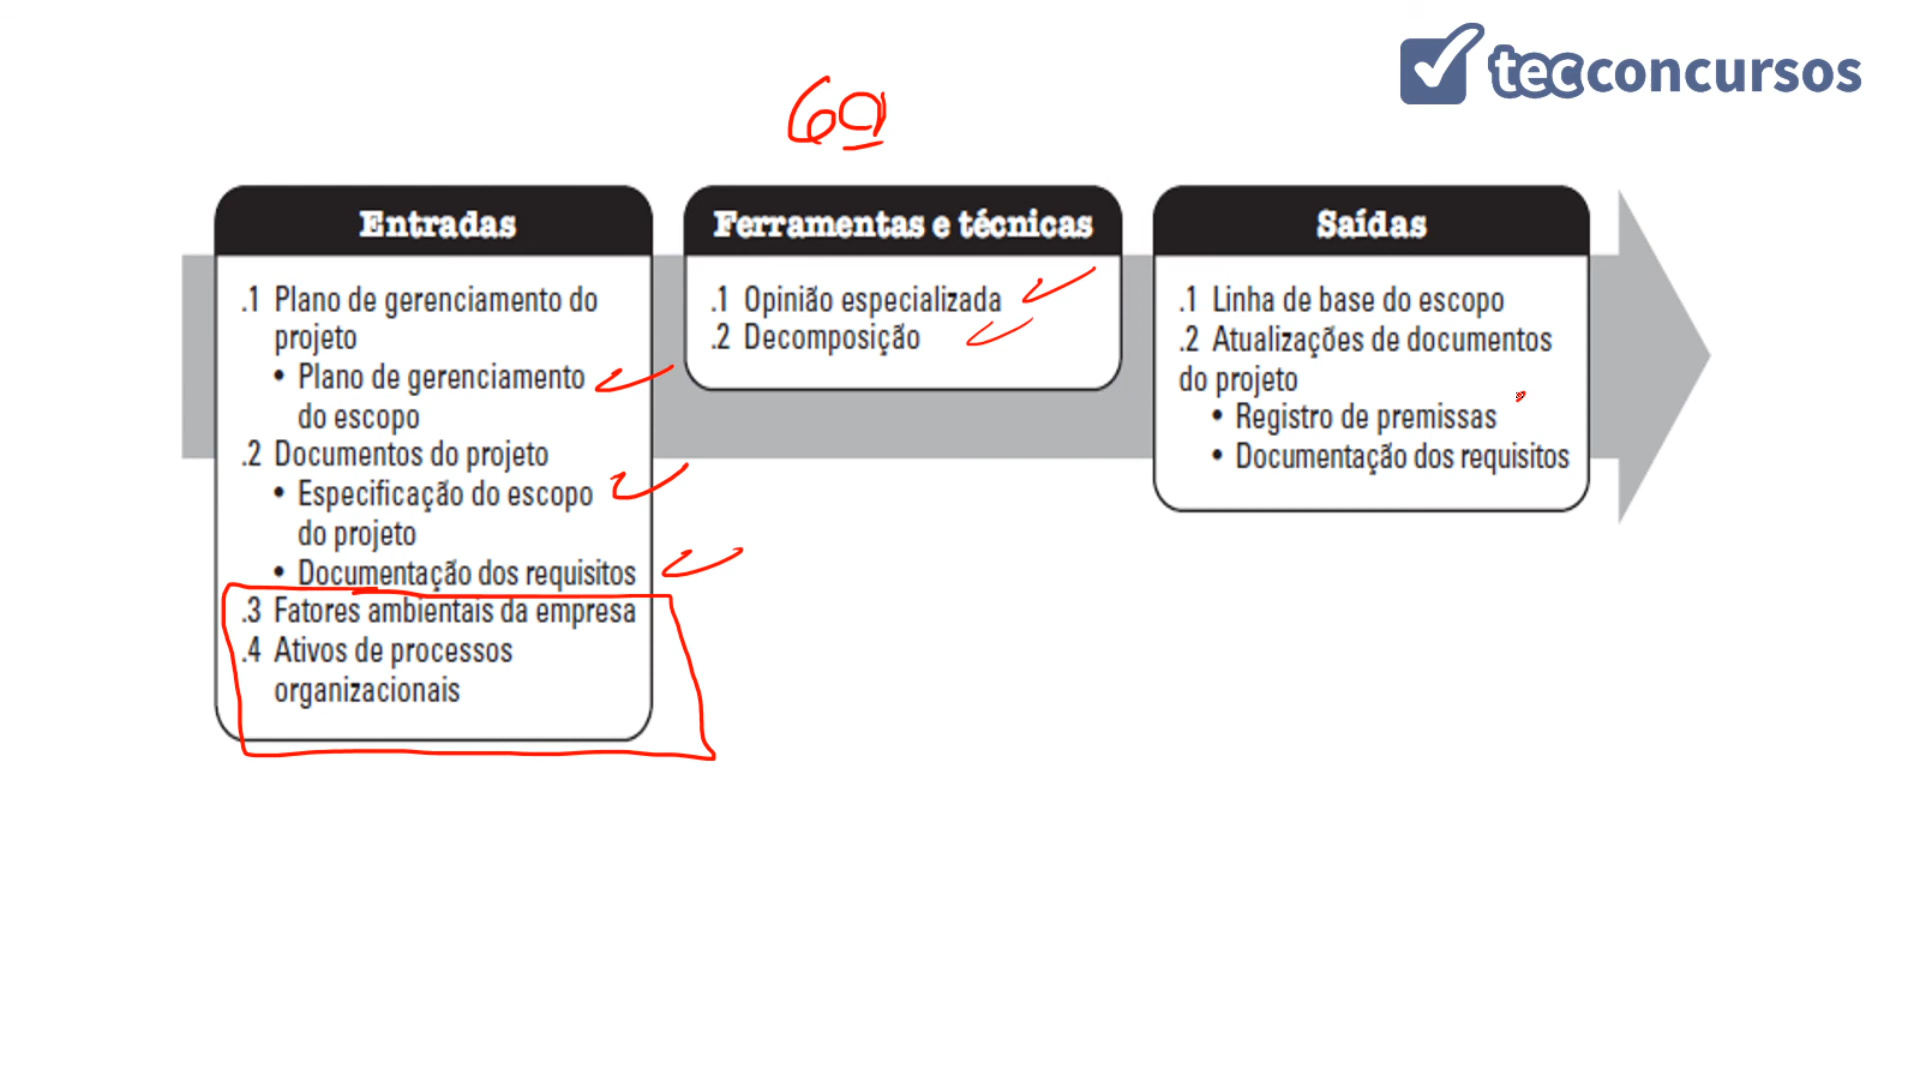 tecconcursos
6a
Entradas
.1 Plano de gerenciamento do
projeto
• Plano de gerenciamento
do escopo
.2 Documentos do projeto
• Especificação do escopo
do projeto
• Documentação dos requisitos
.3 Fatores ambientais da empresa
.4 Ativos de processos
organizacionais
Ferramentas e técnicas
.1 Opinião especializada
.2 Decomposição
Saídas
.1 Linha de base do escopo
.2 Atualizações de documentos
do projeto
• Registro de premissas
• Documentação dos requisitos